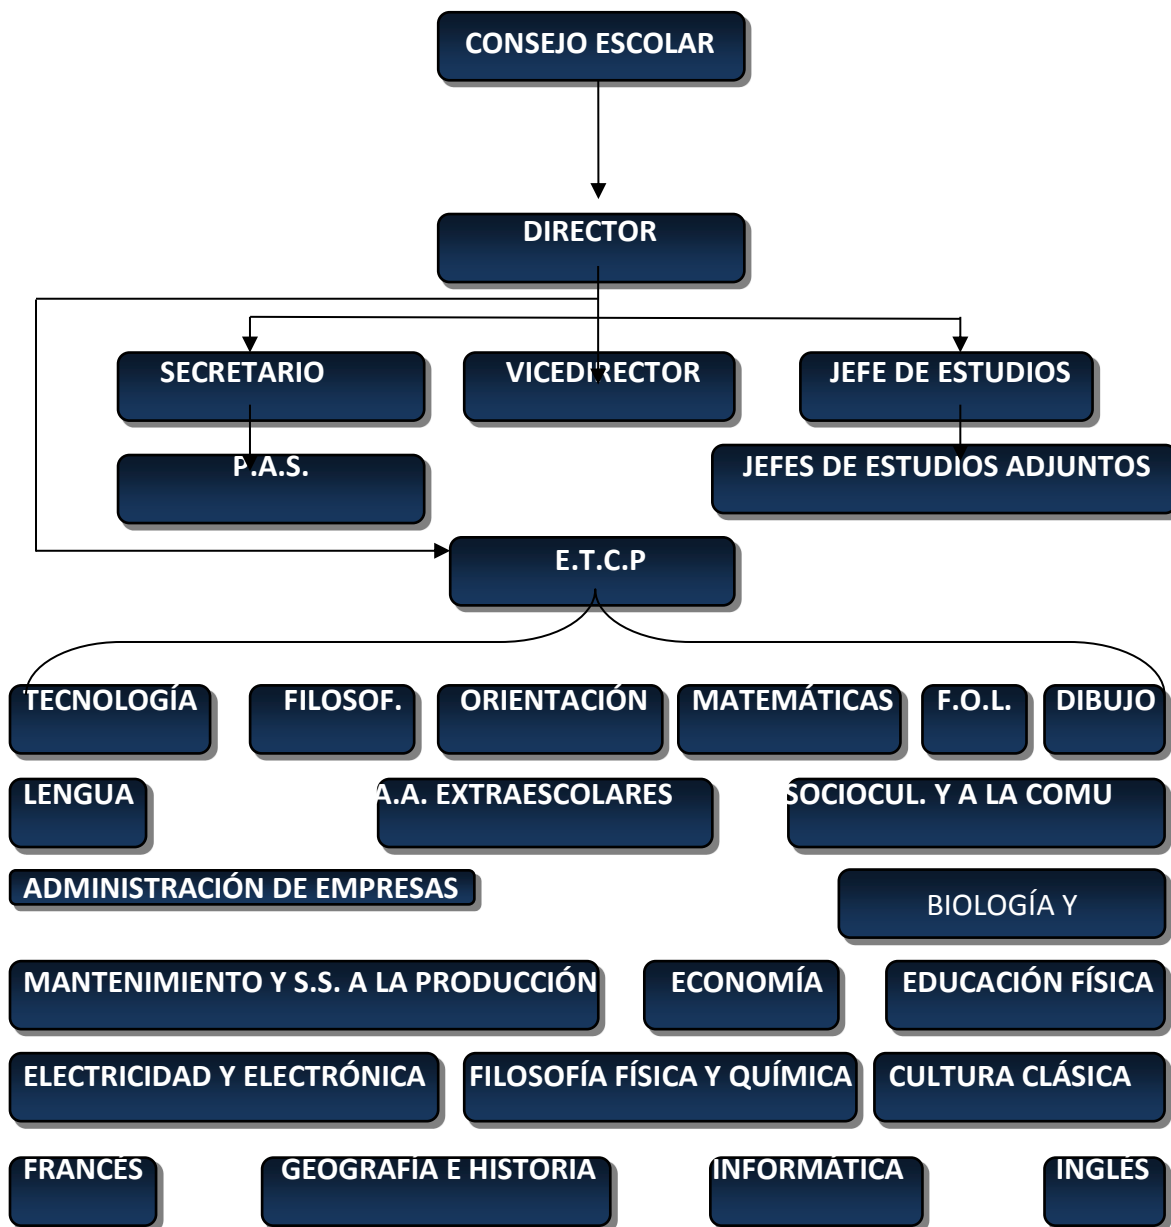 CONSEJO ESCOLAR
DIRECTOR
SECRETARIO
VICEDIRECTOR
JEFE DE ESTUDIOS
P.A.S.
JEFES DE ESTUDIOS ADJUNTOS
E.T.C.P
TECNOLOGÍA
FILOSOF.
ORIENTACIÓN
MATEMÁTICAS
F.O.L.
DIBUJO
LENGUA
A.A. EXTRAESCOLARES
SOCIOCUL. Y A LA COMU
ADMINISTRACIÓN DE EMPRESAS
BIOLOGÍA Y
MANTENIMIENTO Y S.S. A LA PRODUCCIÓN
ECONOMÍA
EDUCACIÓN FÍSICA
ELECTRICIDAD Y ELECTRÓNICA
FILOSOFÍA FÍSICA Y QUÍMICA
CULTURA CLÁSICA
FRANCÉS
GEOGRAFÍA E HISTORIA
INFORMÁTICA
INGLÉS